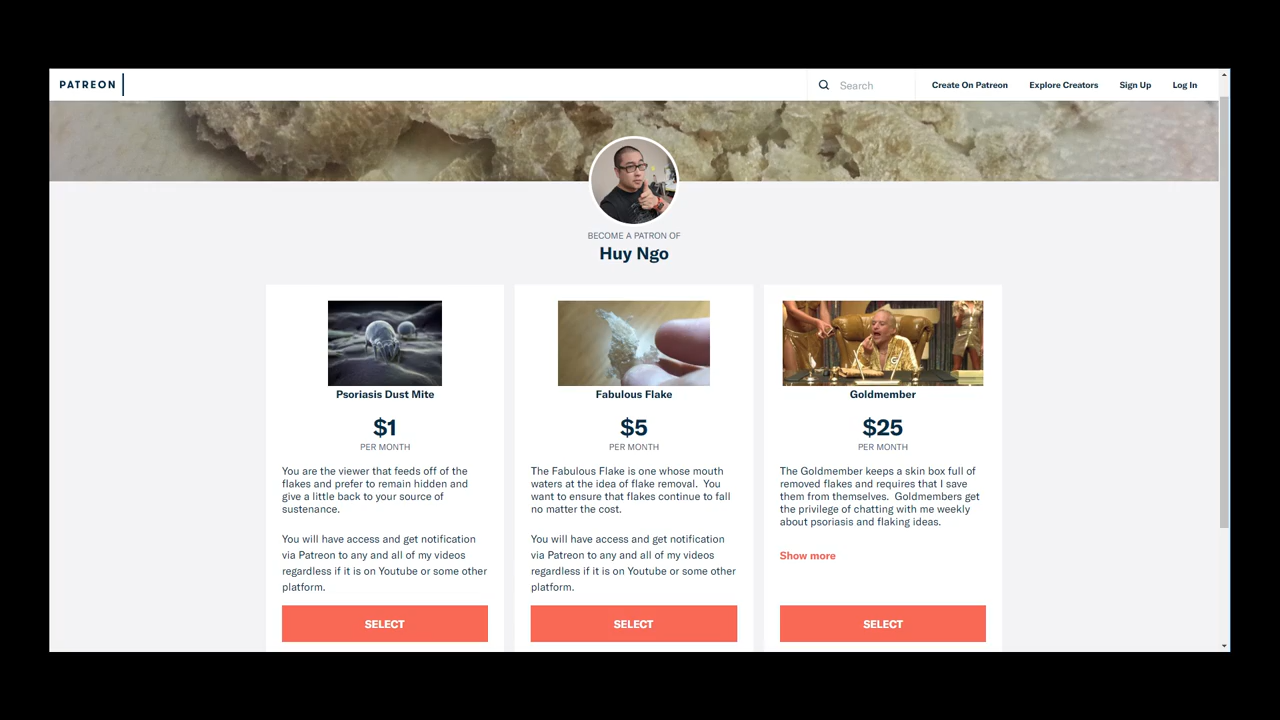 PATREON
Search
Create On Patreon
Explore Creators
Sign Up
Log In
BECOME A PATRON OF
Huy Ngo
Psoriasis Dust Mite
$1
PER MONTH
You are the viewer that feeds off of the
flakes and prefer to remain hidden and
give a little back to your source of
sustenance.
You will have access and get notification
via Patreon to any and all of my videos
regardless if it is on Youtube or some other
platform.
SELECT
Fabulous Flake
$5
PER MONTH
The Fabulous Flake is one whose mouth
waters at the idea of flake removal.  You
want to ensure that flakes continue to fall
no matter the cost.
You will have access and get notification
via Patreon to any and all of my videos
regardless if it is on Youtube or some other
platform.
SELECT
Goldmember
$25
PER MONTH
The Goldmember keeps a skin box full of
removed flakes and requires that I save
them from themselves.  Goldmembers get
the privilege of chatting with me weekly
about psoriasis and flaking ideas.
Show more
SELECT